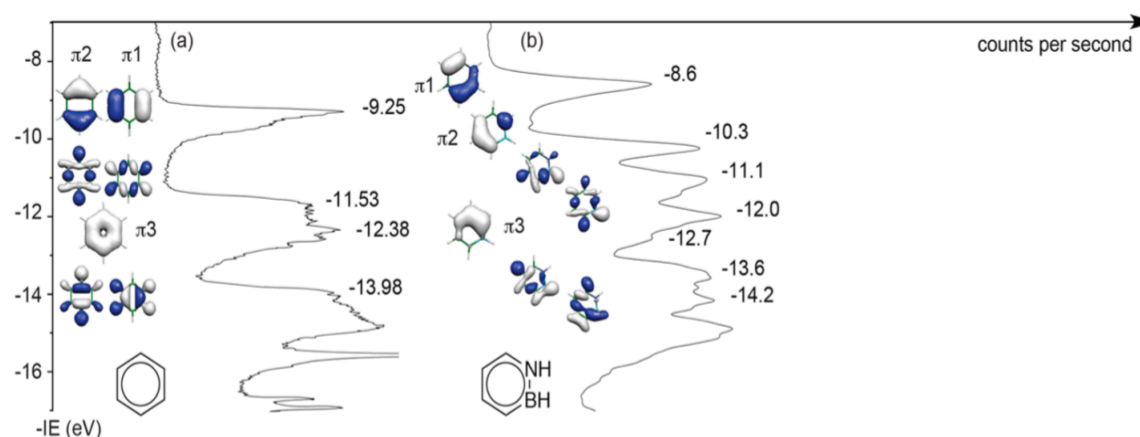 (a)
(b)
counts per second
-8
-10
-12
-14
-16
-IE (eV)
π2
π1
π3
-9.25
-11.53
-12.38
-13.98
π1
π2
π3
-8.6
-10.3
-11.1
-12.0
-12.7
-13.6
-14.2
NH
BH